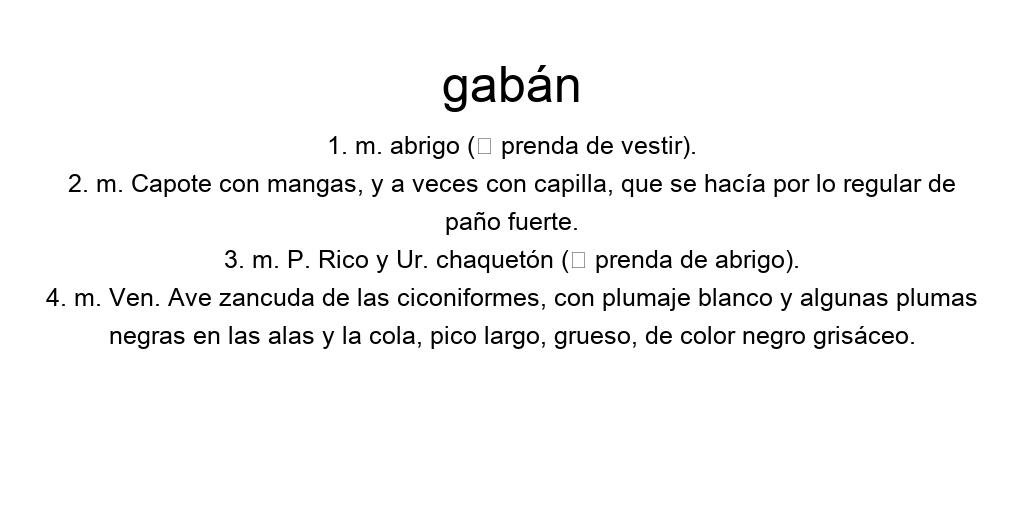 gabán
1. m. abrigo (□ prenda de vestir).
2. m. Capote con mangas, y a veces con capilla, que se hacía por lo regular de
paño fuerte.
3. m. P. Rico y Ur. chaquetón (□ prenda de abrigo).
4. m. Ven. Ave zancuda de las ciconiformes, con plumaje blanco y algunas plumas
negras en las alas y la cola, pico largo, grueso, de color negro grisáceo.